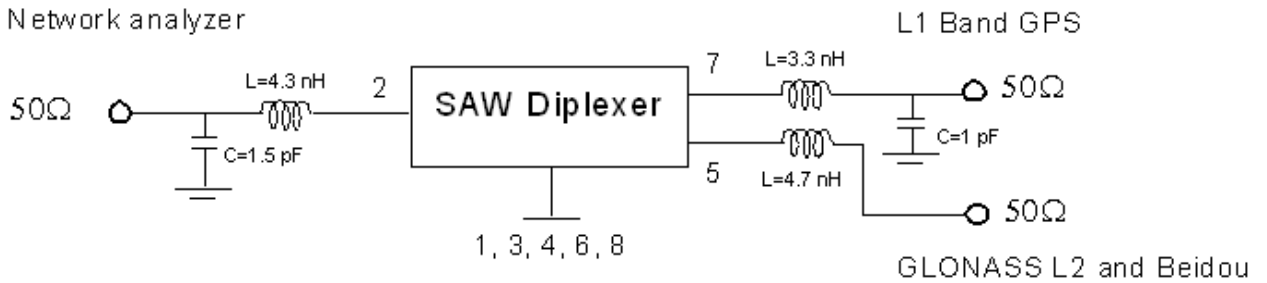 Network analyzer
L1 Band GPS
L=4.3 nH
2
SAW Diplexer
7
L=3.3 nH
50Ω
50Ω
C=1.5 pF
C=1 pF
5
L=4.7 nH
50Ω
1, 3, 4, 6, 8
GLONASS L2 and Beidou